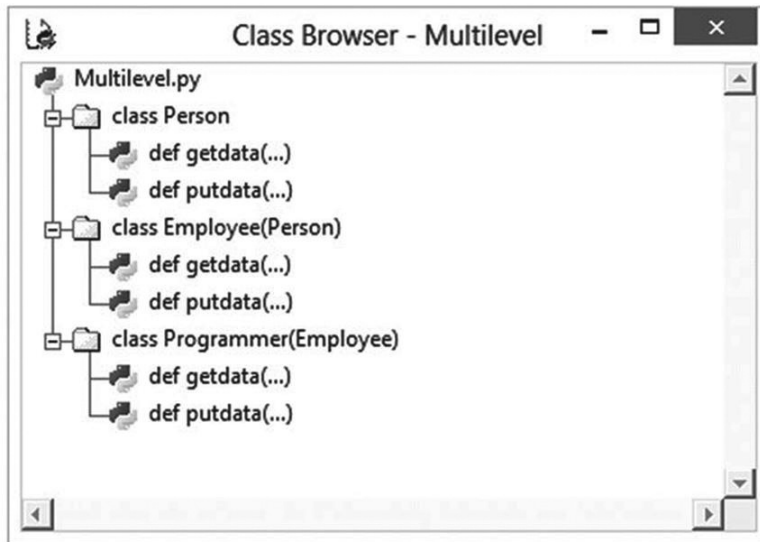 Class Browser - Multilevel
Multilevel.py
class Person
def getdata(...)
def putdata(...)
class Employee(Person)
def getdata(...)
def putdata(...)
class Programmer(Employee)
def getdata(...)
def putdata(...)